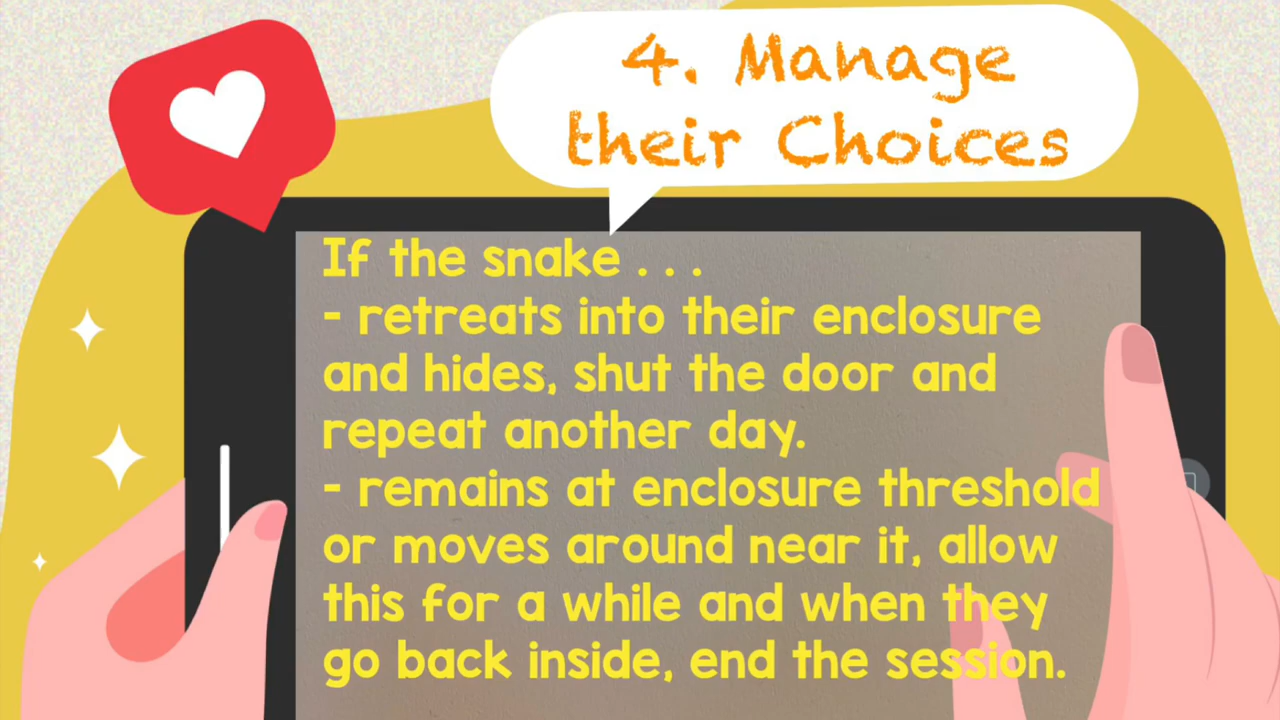 4. Manage
their Choices
If the snake . . .
- retreats into their enclosure
and hides, shut the door and
repeat another day.
- remains at enclosure threshold
or moves around near it, allow
this for a while and when they
go back inside, end the session.